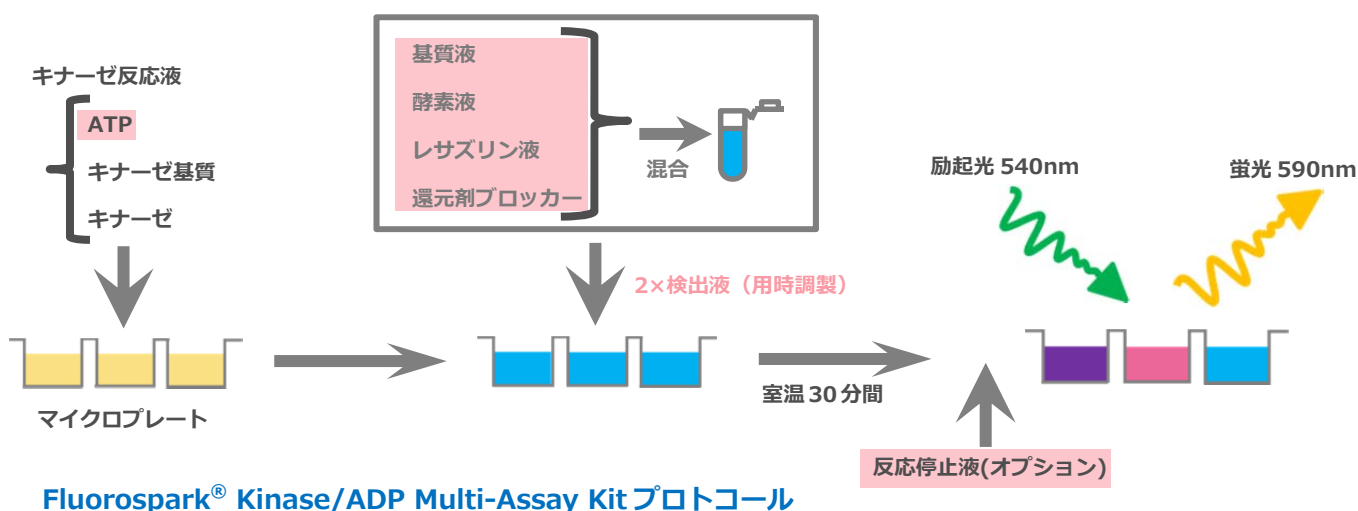 キナーゼ反応液
ATP
キナーゼ基質
キナーゼ
マイクロプレート
基質液
酵素液
レサズリン液
還元剤ブロッカー
混合
2×検出液（用時調製）
室温30分間
励起光 540nm
蛍光 590nm
反応停止液(オプション)
Fluorospark® Kinase/ADP Multi-Assay Kit プロトコール